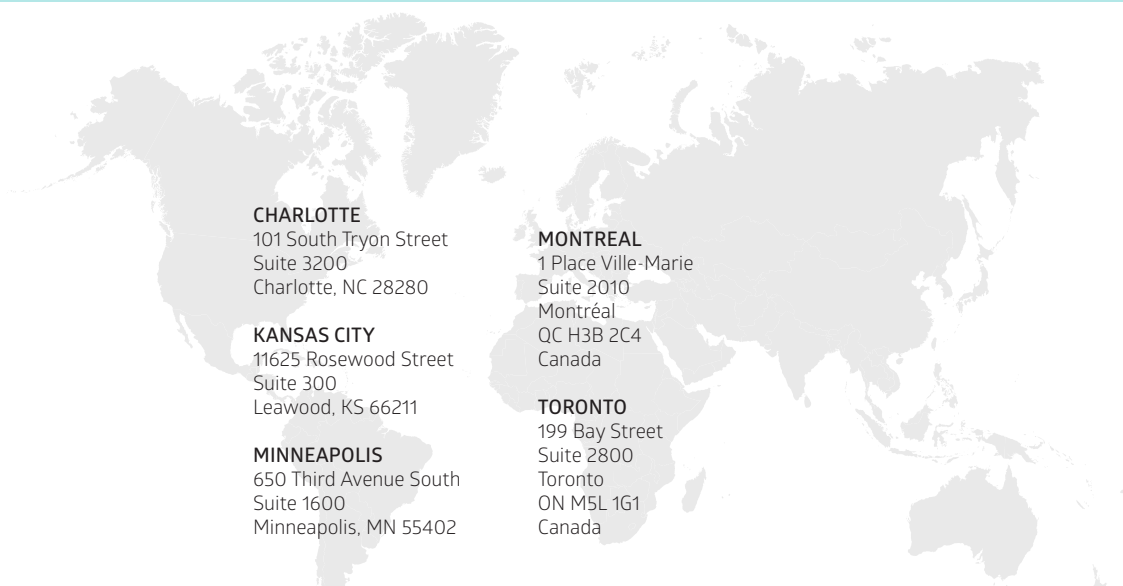 CHARLOTTE
101 South Tryon Street
Suite 3200
Charlotte, NC 28280
KANSAS CITY
11625 Rosewood Street
Suite 300
Leawood, KS 66211
MINNEAPOLIS
650 Third Avenue South
Suite 1600
Minneapolis, MN 55402
MONTREAL
1 Place Ville-Marie
Suite 2010
Montréal
QC H3B 2C4
Canada
TORONTO
199 Bay Street
Suite 2800
Toronto
ON M5L 1G1
Canada